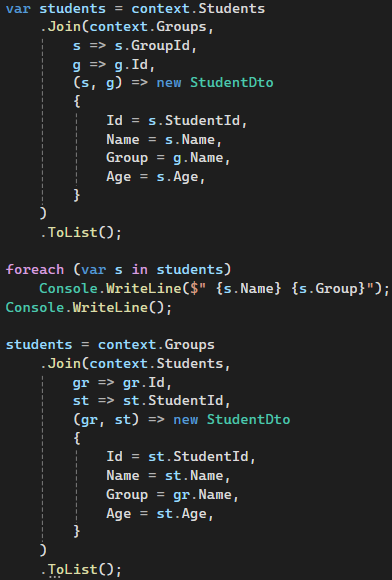 var students = context.Students
    .Join(context.Groups,
        s => s.GroupId,
        g => g.Id,
        (s, g) => new StudentDto
        {
            Id = s.StudentId,
            Name = s.Name,
            Group = g.Name,
            Age = s.Age,
        }
    )
    .ToList();

foreach (var s in students)
    Console.WriteLine($" {s.Name} {s.Group}");
Console.WriteLine();

students = context.Groups
    .Join(context.Students,
        gr => gr.Id,
        st => st.StudentId,
        (gr, st) => new StudentDto
        {
            Id = st.StudentId,
            Name = st.Name,
            Group = gr.Name,
            Age = st.Age,
        }
    )
    .ToList();